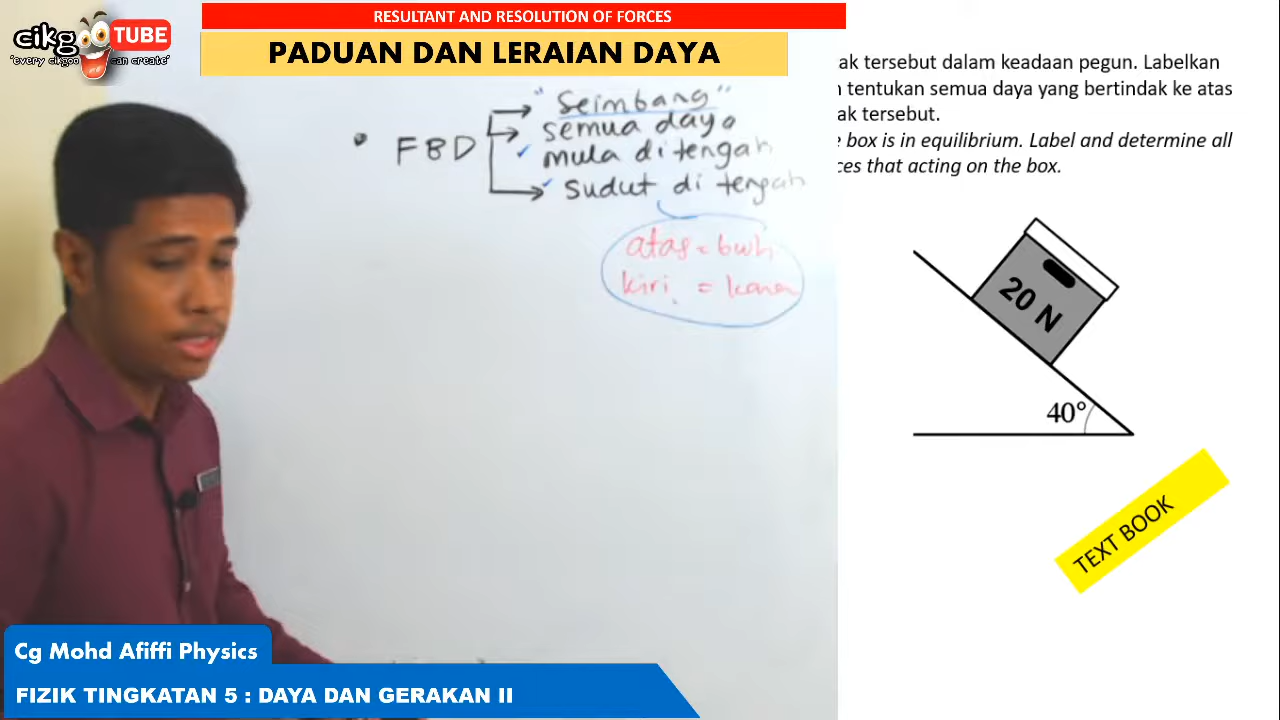 cikgoo TUBE
'every cikgoo can create'
RESULTANT AND RESOLUTION OF FORCES
PADUAN DAN LERAIAN DAYA
• FBD
"Seimbang"
semua daya
mula ditengah
sudut di tengah
atas = bwh
kiri = kanan
ak tersebut dalam keadaan pegun. Labelkan
tentukan semua daya yang bertindak ke atas
ak tersebut.
box is in equilibrium. Label and determine all
ces that acting on the box.
20 N
40°
TEXT BOOK
Cg Mohd Afiffi Physics
FIZIK TINGKATAN 5 : DAYA DAN GERAKAN II